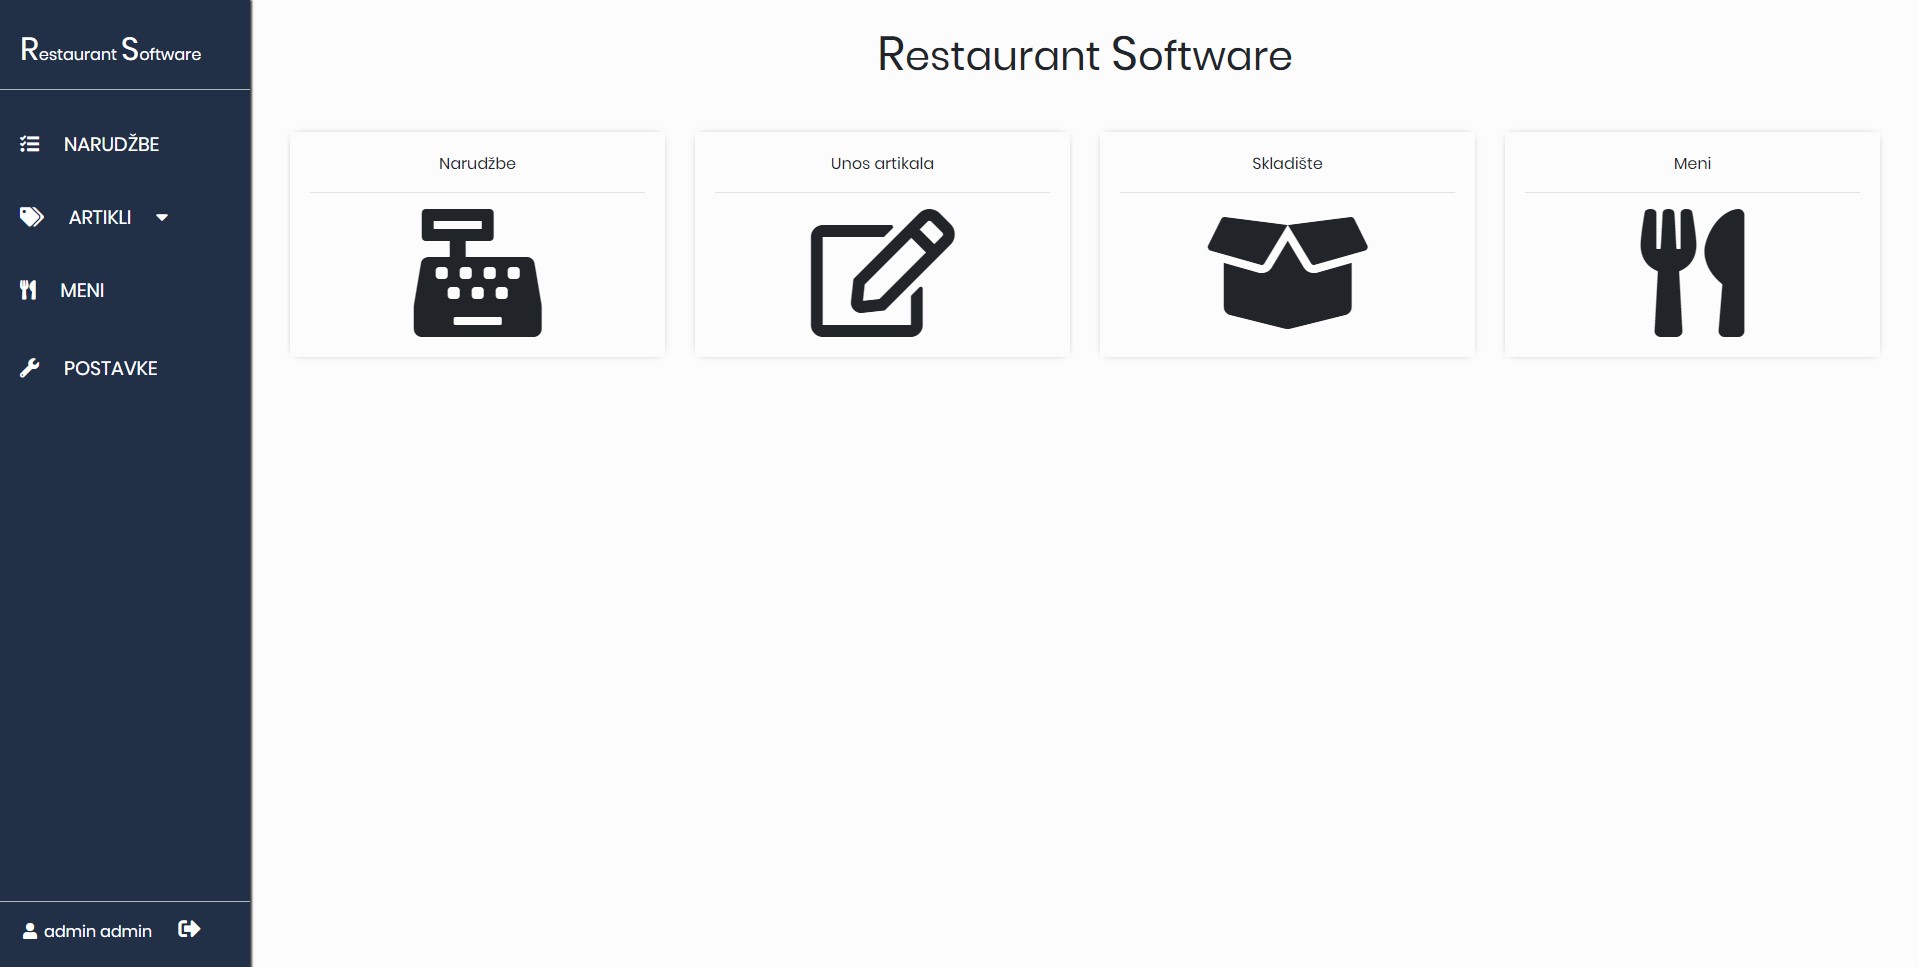 Restaurant Software
NARUDŽBE
ARTIKLI
MENI
POSTAVKE
admin admin
Restaurant Software
Narudžbe
Unos artikala
Skladište
Meni